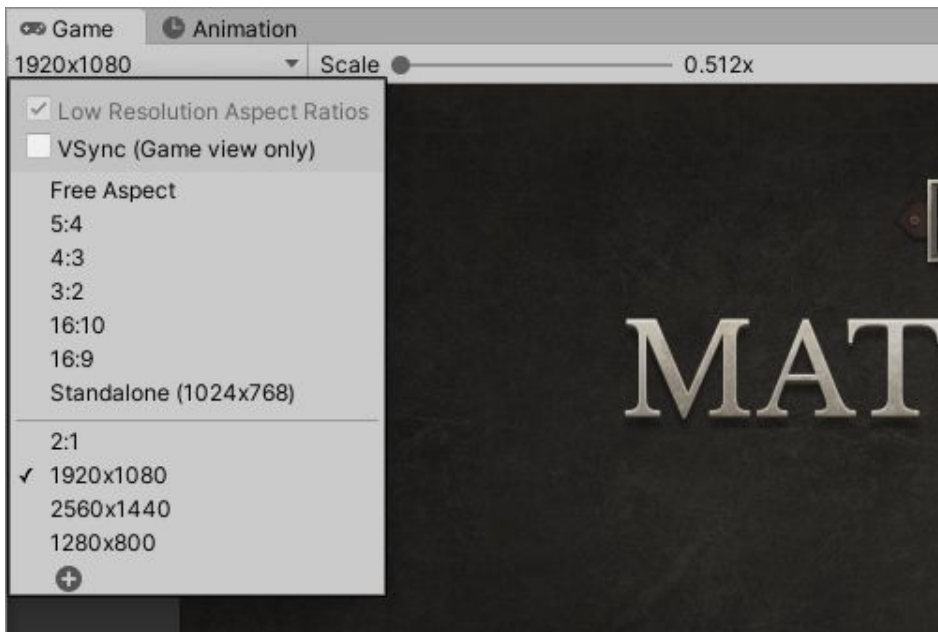 Game Animation
1920x1080 Scale 0.512x
Low Resolution Aspect Ratios
VSync (Game view only)
Free Aspect
5:4
4:3
3:2
16:10
16:9
Standalone (1024x768)
2:1
1920x1080
2560x1440
1280x800
MAT